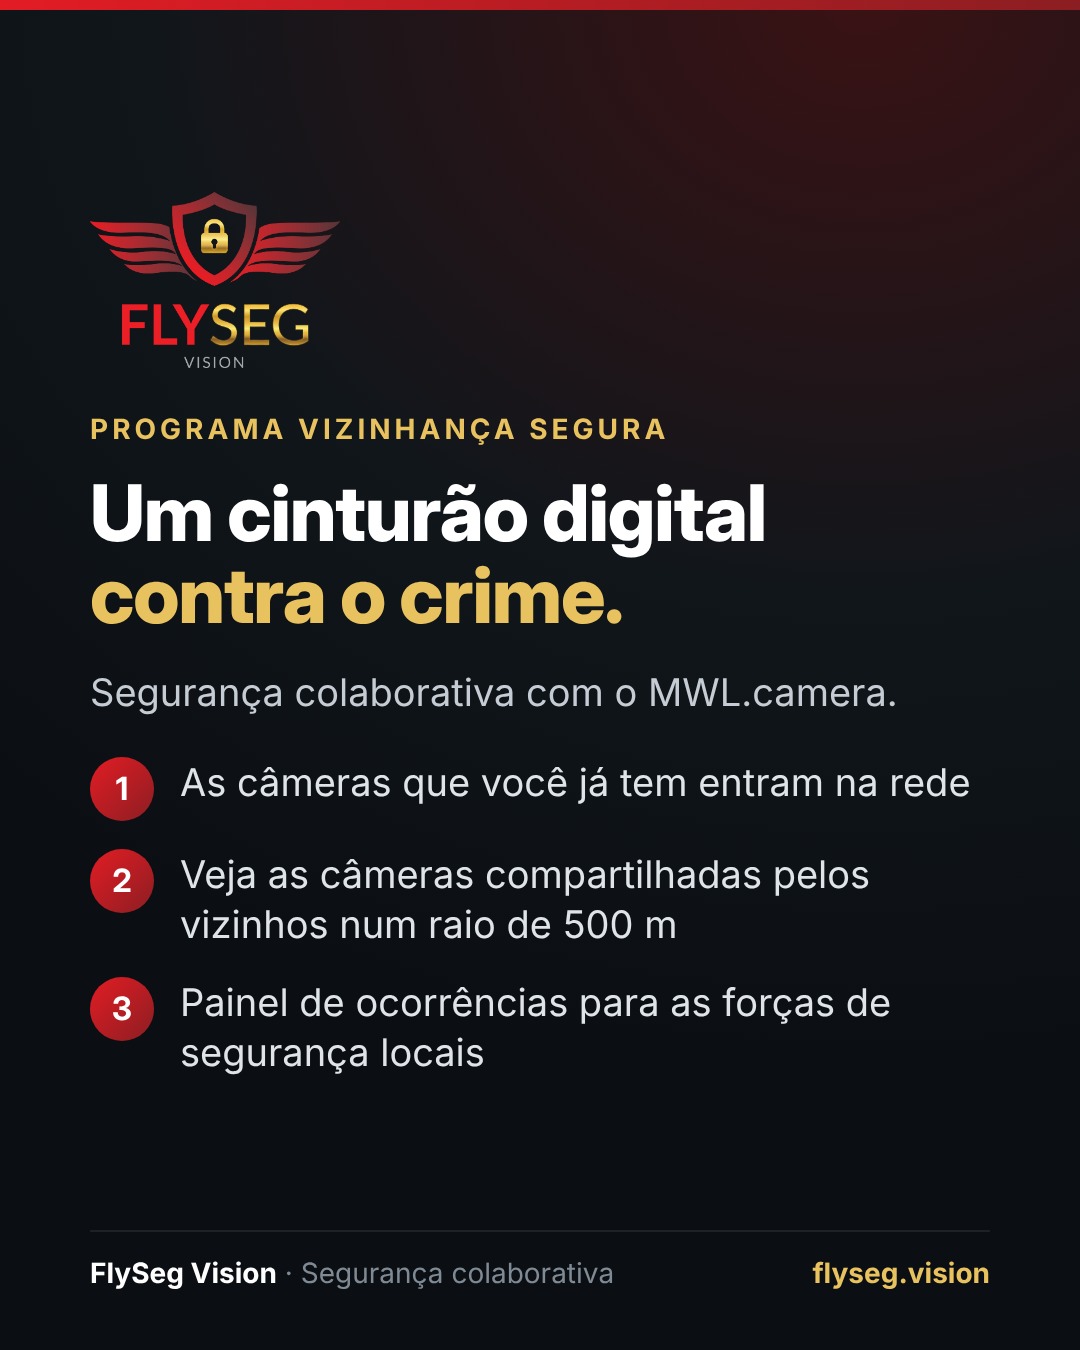 FLYSEG
VISION
PROGRAMA VIZINHANÇA SEGURA
Um cinturão digital
contra o crime.
Segurança colaborativa com o MWL.camera.
1 As câmeras que você já tem entram na rede
2 Veja as câmeras compartilhadas pelos
vizinhos num raio de 500 m
3 Painel de ocorrências para as forças de
segurança locais
FlySeg Vision · Segurança colaborativa
flyseg.vision